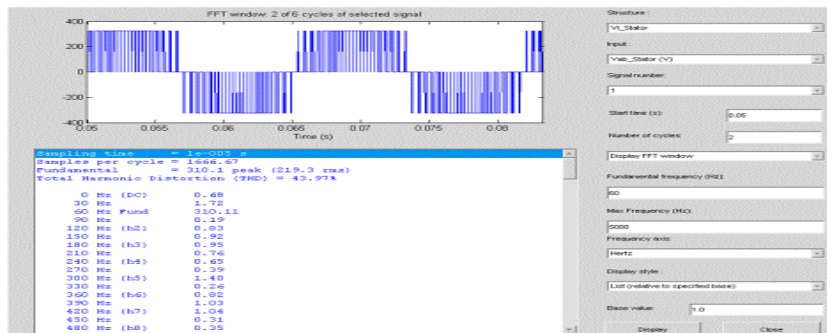 FFT window: 2 of 6 cycles of selected signal
400
200
0
-200
-400
0.05 0.055 0.06 0.065 0.07 0.075 0.08
Time (s)
Sampling time = 1e-005 s
Samples per cycle = 1666.67
Fundamental = 310.1 peak (219.3 rms)
Total Harmonic Distortion (THD) = 43.97%
0 Hz (DC) 0.68
30 Hz 1.72
60 Hz Fund 310.11
90 Hz 0.19
120 Hz (h2) 0.83
150 Hz 0.92
180 Hz (h3) 0.95
210 Hz 0.76
240 Hz (h4) 0.65
270 Hz 0.39
300 Hz (h5) 1.40
330 Hz 0.26
360 Hz (h6) 0.82
390 Hz 1.03
420 Hz (h7) 1.04
450 Hz 0.31
480 Hz (h8) 0.35
Structure :
VI_Stator
Input :
Vab_Stator (V)
Signal number:
1
Start time (s): 0.05
Number of cycles: 2
Display FFT window
Fundamental frequency (Hz):
60
Max Frequency (Hz):
5000
Frequency axis:
Hertz
Display style :
List (relative to specified base)
Base value: 1.0
Display Close